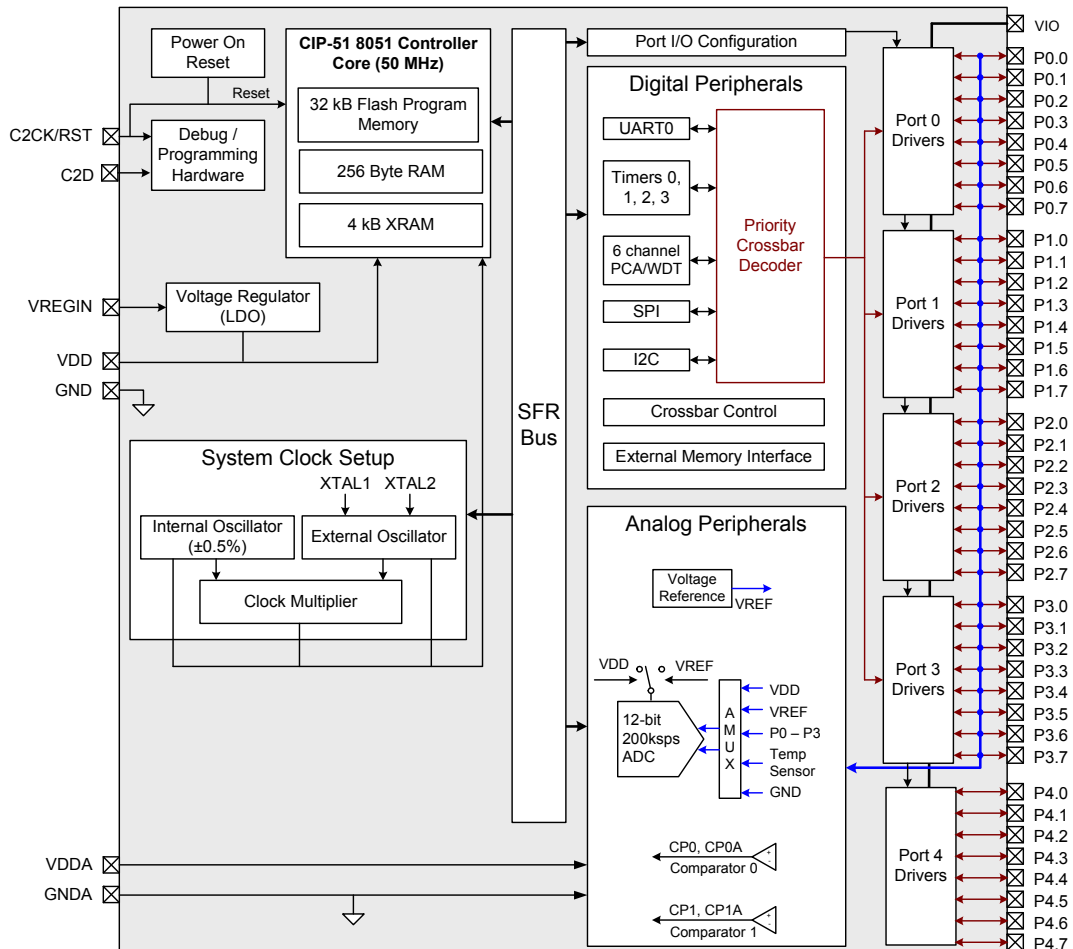 Power On
Reset
Reset
C2CK/RST
C2D
Debug /
Programming
Hardware
CIP-51 8051 Controller
Core (50 MHz)
32 kB Flash Program
Memory
256 Byte RAM
4 kB XRAM
VREGIN
Voltage Regulator
(LDO)
VDD
GND
System Clock Setup
XTAL1
XTAL2
Internal Oscillator
(±0.5%)
External Oscillator
Clock Multiplier
VDDA
GNDA
SFR
Bus
Port I/O Configuration
Digital Peripherals
UART0
Timers 0,
1, 2, 3
6 channel
PCA/WDT
SPI
I2C
Priority
Crossbar
Decoder
Crossbar Control
External Memory Interface
Analog Peripherals
Voltage
Reference
VREF
VDD
VREF
12-bit
200ksps
ADC
A
M
U
X
VDD
VREF
P0 – P3
Temp
Sensor
GND
CP0, CP0A
+
-
Comparator 0
CP1, CP1A
+
-
Comparator 1
Port 0
Drivers
Port 1
Drivers
Port 2
Drivers
Port 3
Drivers
Port 4
Drivers
VIO
P0.0
P0.1
P0.2
P0.3
P0.4
P0.5
P0.6
P0.7
P1.0
P1.1
P1.2
P1.3
P1.4
P1.5
P1.6
P1.7
P2.0
P2.1
P2.2
P2.3
P2.4
P2.5
P2.6
P2.7
P3.0
P3.1
P3.2
P3.3
P3.4
P3.5
P3.6
P3.7
P4.0
P4.1
P4.2
P4.3
P4.4
P4.5
P4.6
P4.7